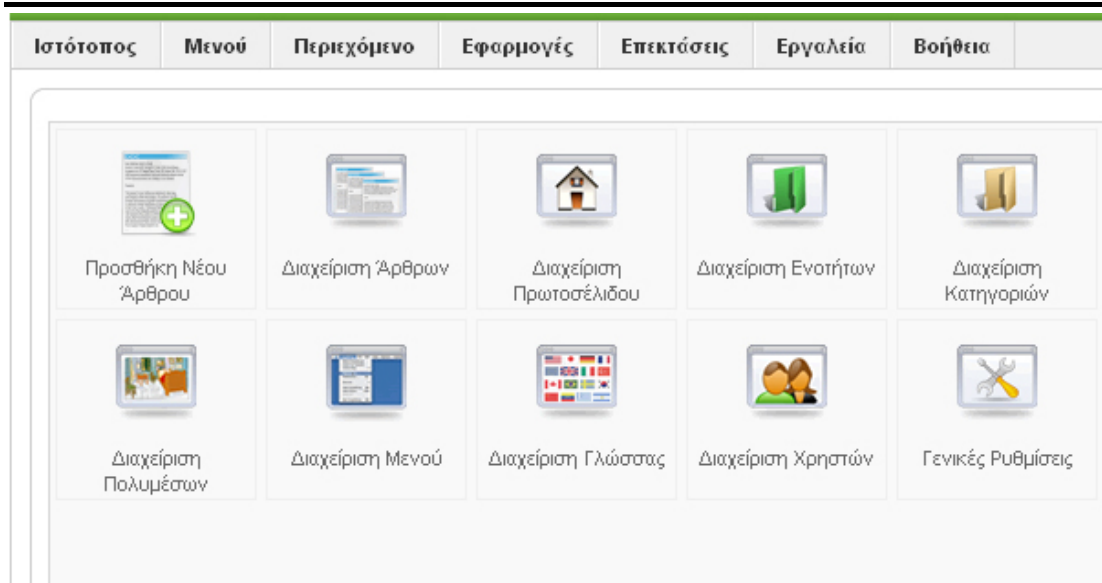 Ιστότοπος Μενού Περιεχόμενο Εφαρμογές Επεκτάσεις Εργαλεία Βοήθεια
Προσθήκη Νέου
Άρθρου
Διαχείριση Άρθρων
Διαχείριση
Πρωτοσέλιδου
Διαχείριση Ενοτήτων
Διαχείριση
Κατηγοριών
Διαχείριση
Πολυμέσων
Διαχείριση Μενού
Διαχείριση Γλώσσας
Διαχείριση Χρηστών
Γενικές Ρυθμίσεις